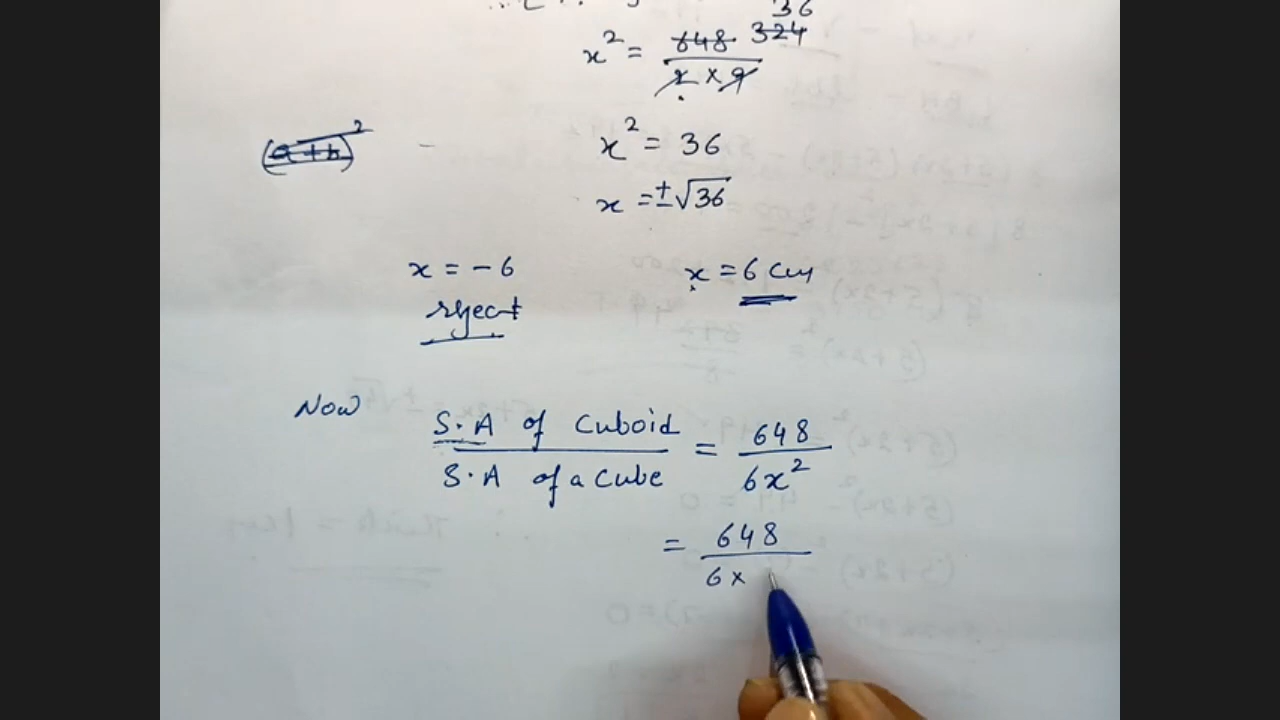 36
x² = 648 324
2 × 9
(a+b)²
x² = 36
x = ±√36
x = -6
x = 6 cm
reject
Now
S.A of Cuboid = 648
S.A of a Cube 6x²
= 648
6 ×